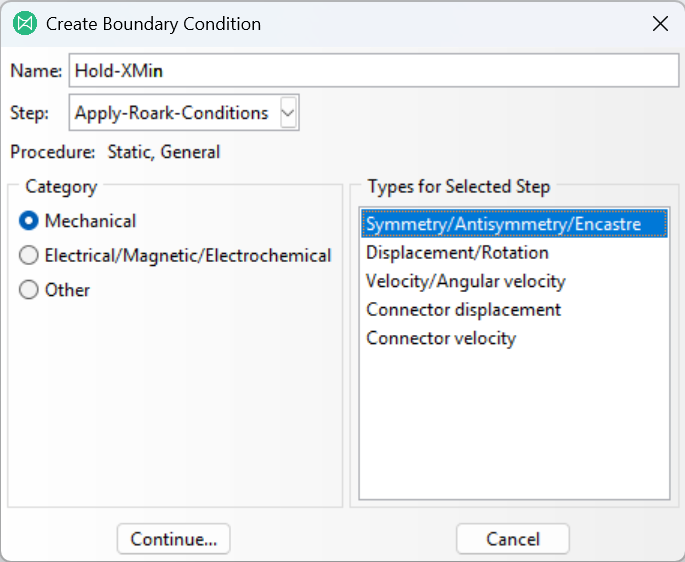 Create Boundary Condition
Name: Hold-XMin
Step: Apply-Roark-Conditions
Procedure: Static, General
Category
Mechanical
Electrical/Magnetic/Electrochemical
Other
Types for Selected Step
Symmetry/Antisymmetry/Encastre
Displacement/Rotation
Velocity/Angular velocity
Connector displacement
Connector velocity
Continue...
Cancel